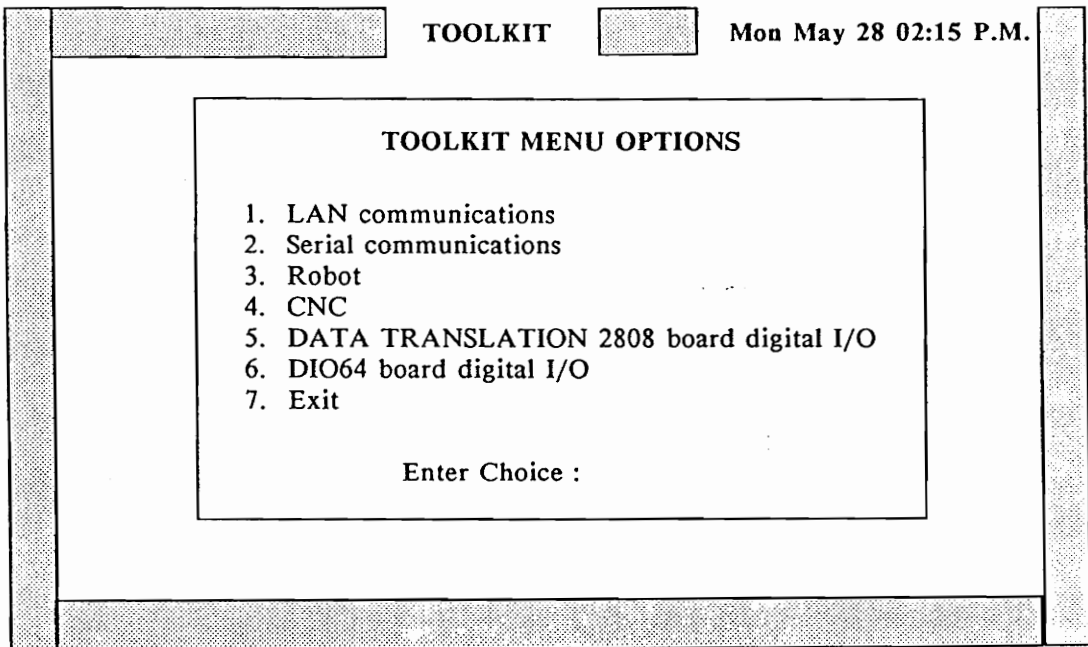 TOOLKIT Mon May 28 02:15 P.M.
TOOLKIT MENU OPTIONS
1. LAN communications
2. Serial communications
3. Robot
4. CNC
5. DATA TRANSLATION 2808 board digital I/O
6. DIO64 board digital I/O
7. Exit
Enter Choice :